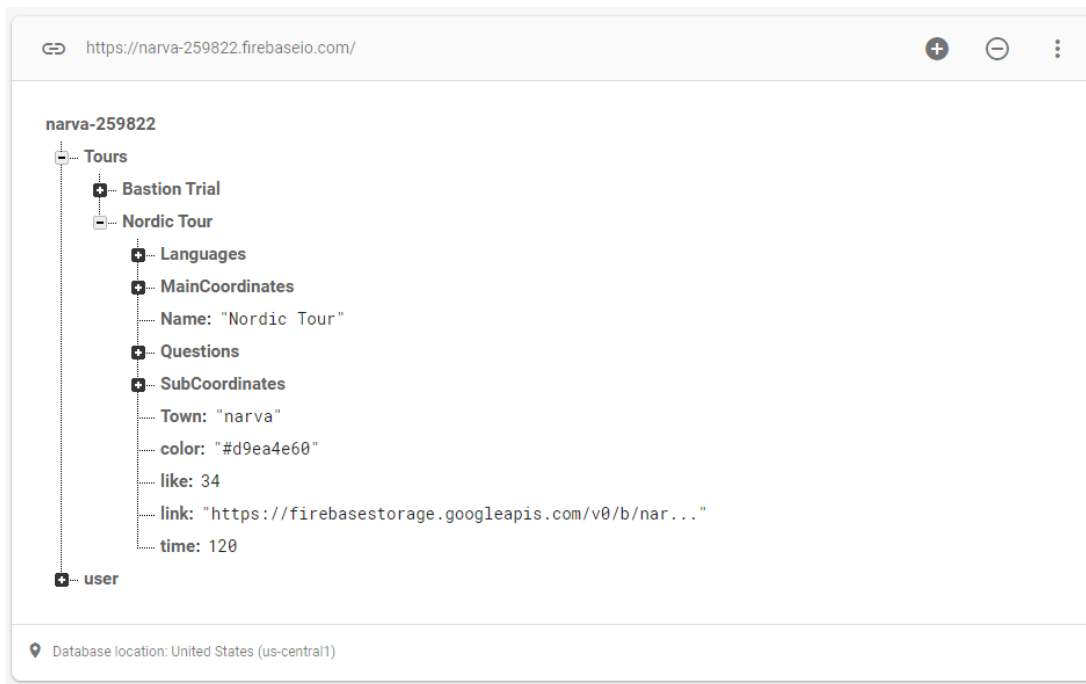 https://narva-259822.firebaseio.com/
narva-259822
Tours
Bastion Trial
Nordic Tour
Languages
MainCoordinates
Name: "Nordic Tour"
Questions
SubCoordinates
Town: "narva"
color: "#d9ea4e60"
like: 34
link: "https://firebasestorage.googleapis.com/v0/b/nar..."
time: 120
user
Database location: United States (us-central1)